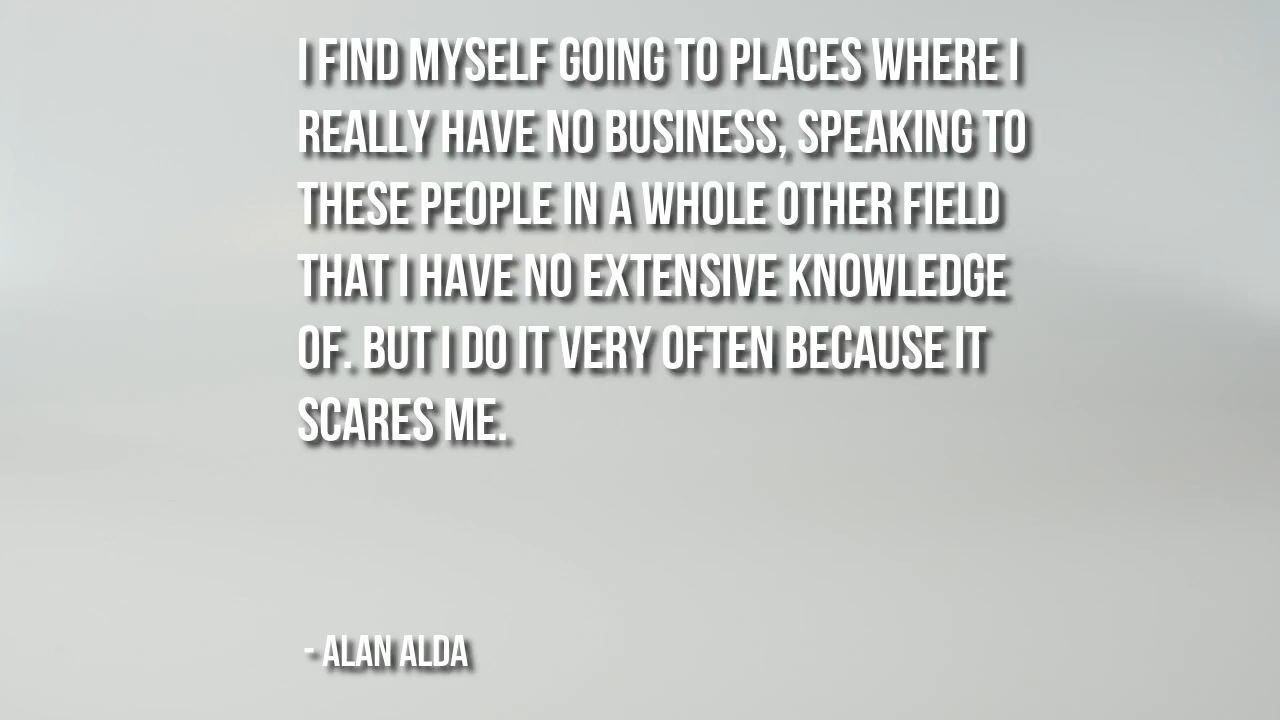 I FIND MYSELF GOING TO PLACES WHERE I
REALLY HAVE NO BUSINESS, SPEAKING TO
THESE PEOPLE IN A WHOLE OTHER FIELD
THAT I HAVE NO EXTENSIVE KNOWLEDGE
OF. BUT I DO IT VERY OFTEN BECAUSE IT
SCARES ME.
- ALAN ALDA